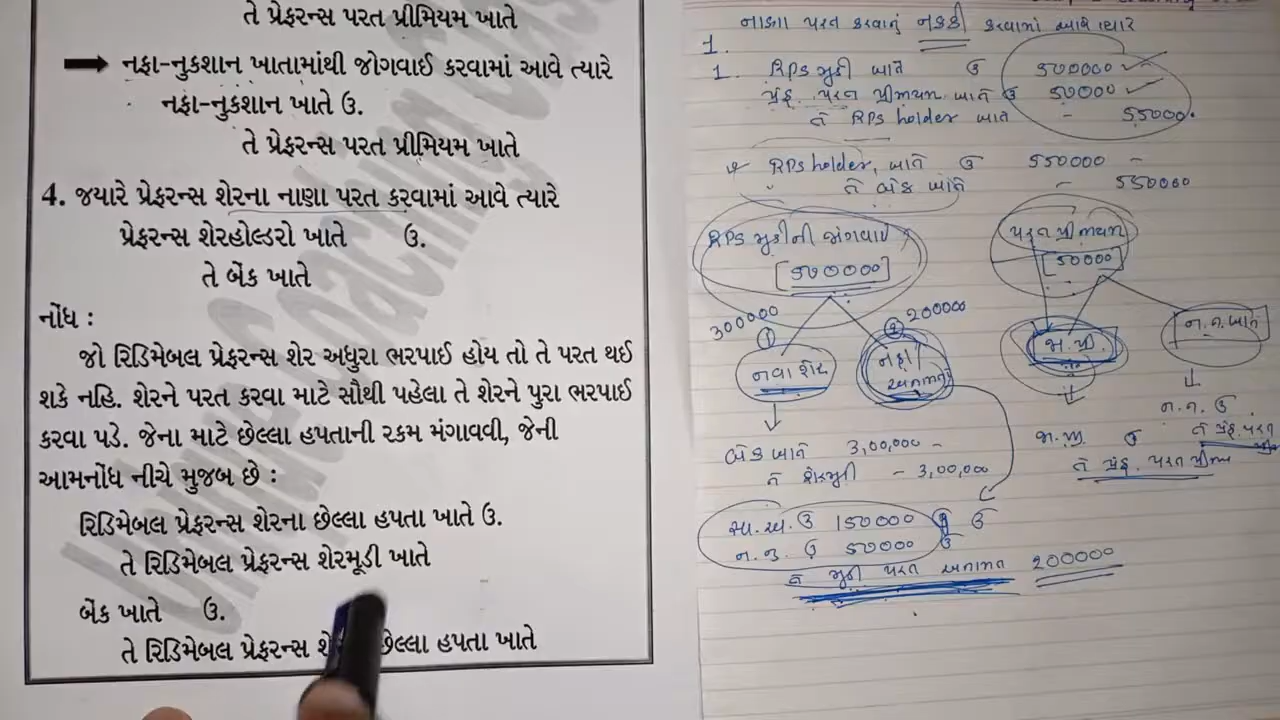 તે પ્રેફરન્સ પરત પ્રીમિયમ ખાતે
નફા-નુકશાન ખાતામાંથી જોગવાઈ કરવામાં આવે ત્યારે
નફા-નુકશાન ખાતે ઉ.
તે પ્રેફરન્સ પરત પ્રીમિયમ ખાતે
4. જયારે પ્રેફરન્સ શેરના નાણા પરત કરવામાં આવે ત્યારે
પ્રેફરન્સ શેરહોલ્ડરો ખાતે ઉ.
તે બેંક ખાતે
નોંધ :
જો રિડિમેબલ પ્રેફરન્સ શેર અધુરા ભરપાઈ હોય તો તે પરત થઈ
શકે નહિ. શેરને પરત કરવા માટે સૌથી પહેલા તે શેરને પુરા ભરપાઈ
કરવા પડે. જેના માટે છેલ્લા હપતાની રકમ મંગાવવી, જેની
આમનોંધ નીચે મુજબ છે :
રિડિમેબલ પ્રેફરન્સ શેરના છેલ્લા હપતા ખાતે ઉ.
તે રિડિમેબલ પ્રેફરન્સ શેરમૂડી ખાતે
બેંક ખાતે ઉ.
તે રિડિમેબલ પ્રેફરન્સ છેલ્લા હપતા ખાતે
નાણા પરત કરવાનું નક્કી કરવામાં આવે ત્યારે
1.
1. RPS મુડી ખાતે ઉ 500000
પ્રેફ. પરત પ્રીમીયમ ખાતે ઉ 50000
તે RPS holder ખાતે - 550000
RPS holder ખાતે ઉ 550000 -
તે બેંક ખાતે - 550000
RPS મુડીની જોગવાઈ
[500000]
પરત પ્રીમીયમ
[50000]
300000
200000
નવા શેર
નફા/
અનામત
જા.પ્રી.
ન.ન. ખાતે
બેંક ખાતે 3,00,000 -
તે શેરમુડી - 3,00,000
ન.ન. ઉ
તે પ્રેફ. પરત
ઉ
તે પ્રેફ. પરત પ્રીમ
સા.અ. ઉ 150000 ઉ
ન.નુ. ઉ 50000 ઉ
તે મુડી પરત અનામત 200000